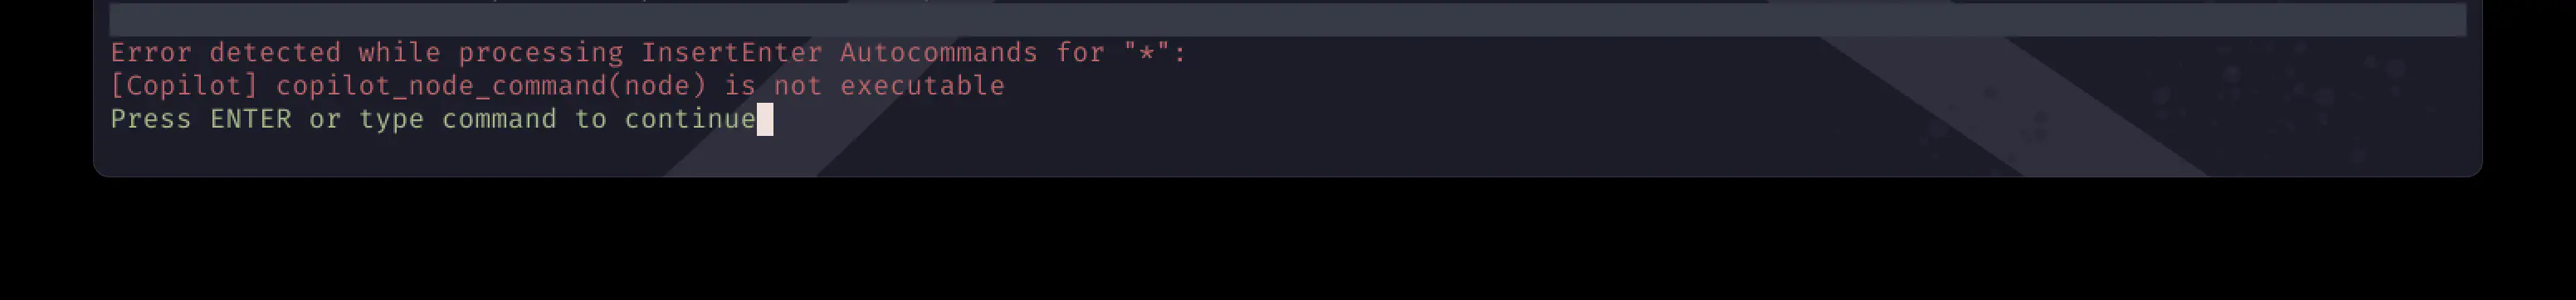 Error detected while processing InsertEnter Autocommands for "*":
[Copilot] copilot_node_command(node) is not executable
Press ENTER or type command to continue